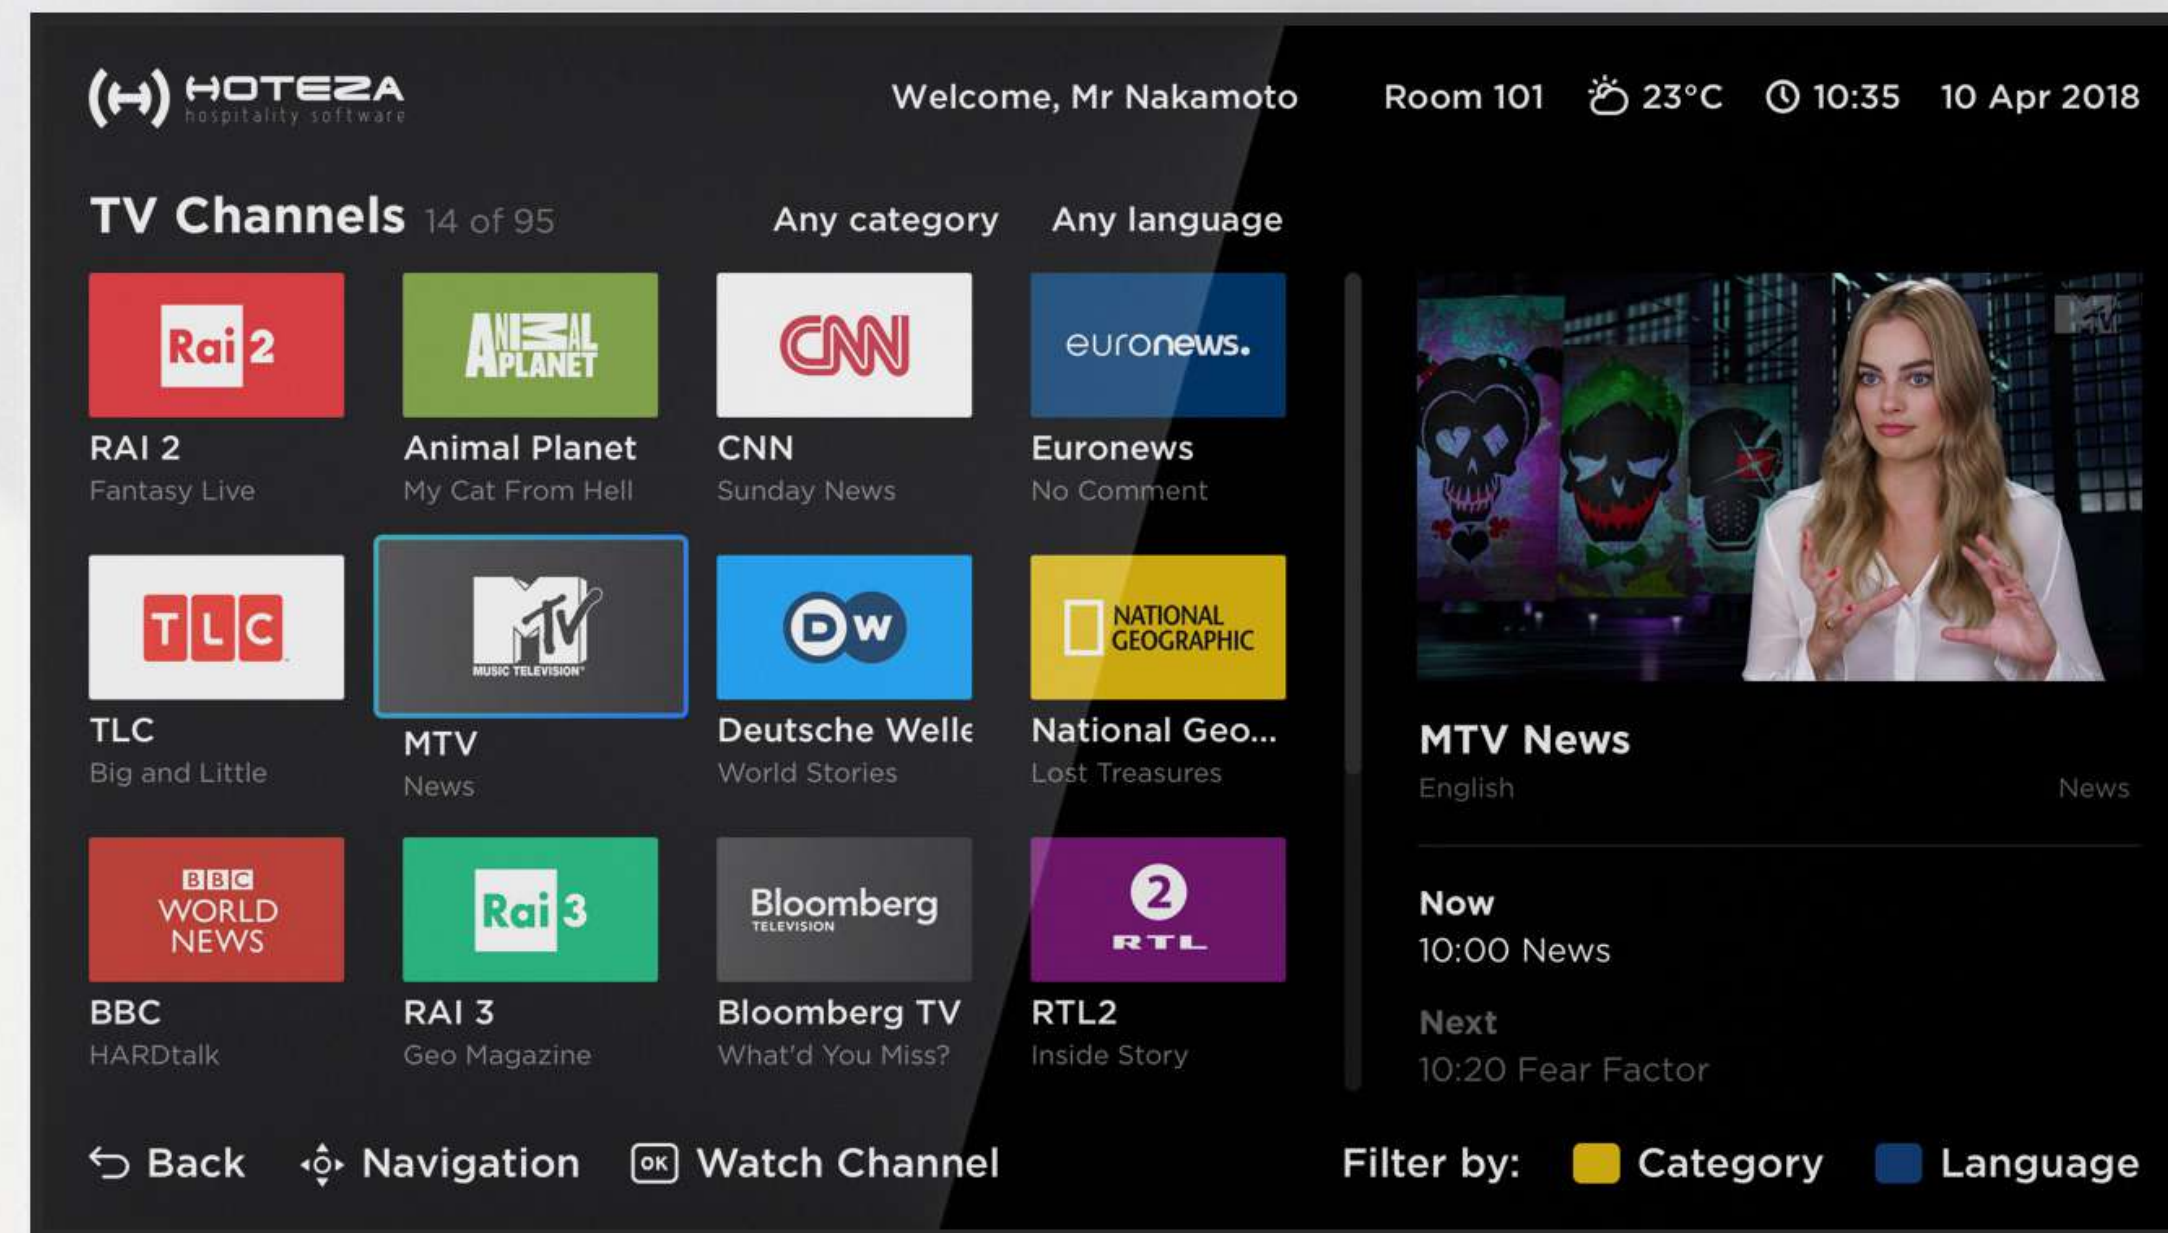 HOTEZA
hospitality software
Welcome, Mr Nakamoto
Room 101
23°C
10:35
10 Apr 2018
TV Channels 14 of 95
Any category
Any language
Rai 2
ANIMAL
PLANET
CNN
euronews.
RAI 2
Fantasy Live
Animal Planet
My Cat From Hell
CNN
Sunday News
Euronews
No Comment
TLC
MTV
MUSIC TELEVISION
DW
NATIONAL
GEOGRAPHIC
TLC
Big and Little
MTV
News
Deutsche Welle
World Stories
National Geo...
Lost Treasures
BBC
WORLD
NEWS
Rai 3
Bloomberg
TELEVISION
2
RTL
BBC
HARDtalk
RAI 3
Geo Magazine
Bloomberg TV
What'd You Miss?
RTL2
Inside Story
MTV
MTV News
English
News
Now
10:00 News
Next
10:20 Fear Factor
Back
Navigation
OK
Watch Channel
Filter by:
Category
Language